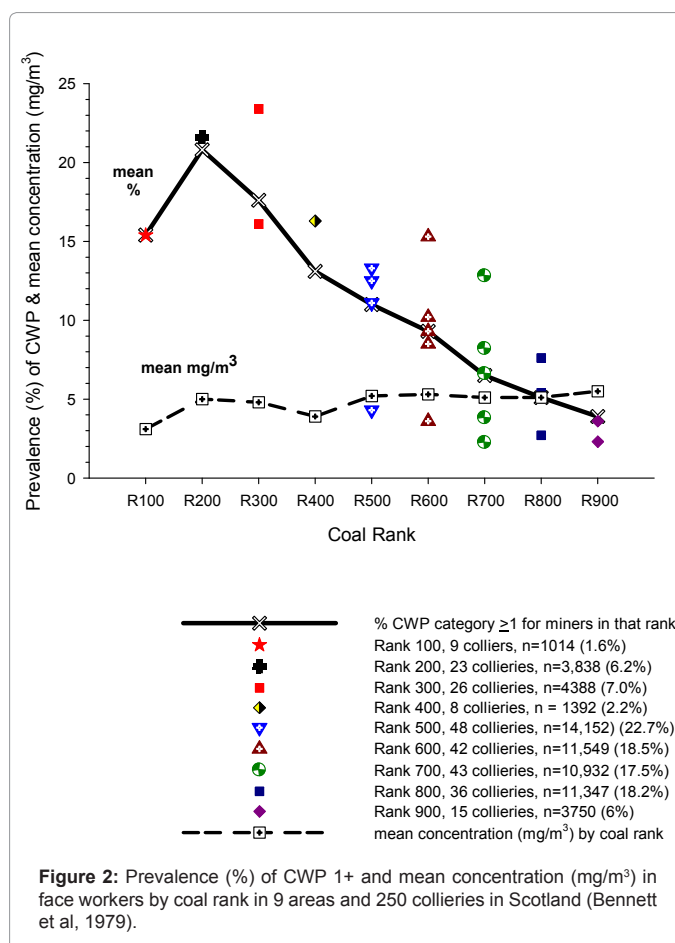 Prevalence (%) of CWP & mean concentration (mg/m³)
25
20
15
10
5
0
mean
%
mean mg/m³
R100 R200 R300 R400 R500 R600 R700 R800 R900
Coal Rank
% CWP category ≥1 for miners in that rank
Rank 100, 9 colliers, n=1014 (1.6%)
Rank 200, 23 collieries, n=3,838 (6.2%)
Rank 300, 26 collieries, n=4388 (7.0%)
Rank 400, 8 collieries, n = 1392 (2.2%)
Rank 500, 48 collieries, n=14,152) (22.7%)
Rank 600, 42 collieries, n=11,549 (18.5%)
Rank 700, 43 collieries, n=10,932 (17.5%)
Rank 800, 36 collieries, n=11,347 (18.2%)
Rank 900, 15 collieries, n=3750 (6%)
mean concentration (mg/m³) by coal rank
Figure 2: Prevalence (%) of CWP 1+ and mean concentration (mg/m³) in
face workers by coal rank in 9 areas and 250 collieries in Scotland (Bennett
et al, 1979).